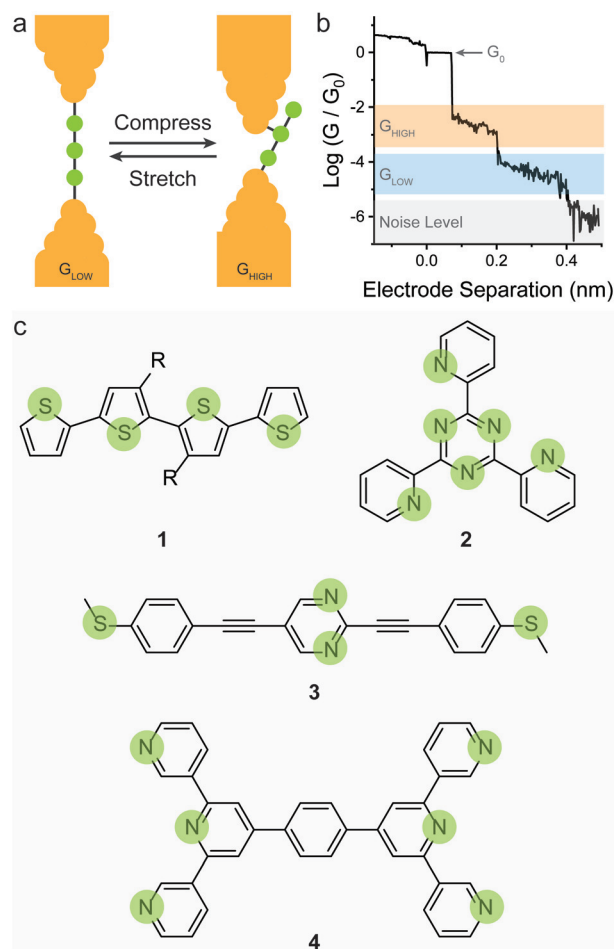 a
Compress
Stretch
G_LOW
G_HIGH
b
G₀
G_HIGH
G_LOW
Noise Level
0
-2
-4
-6
Log (G / G₀)
0.0
0.2
0.4
Electrode Separation (nm)
c
R
S
S
S
S
R
1
N
N
N
N
N
N
2
S
N
N
S
3
N
N
N
N
N
N
4